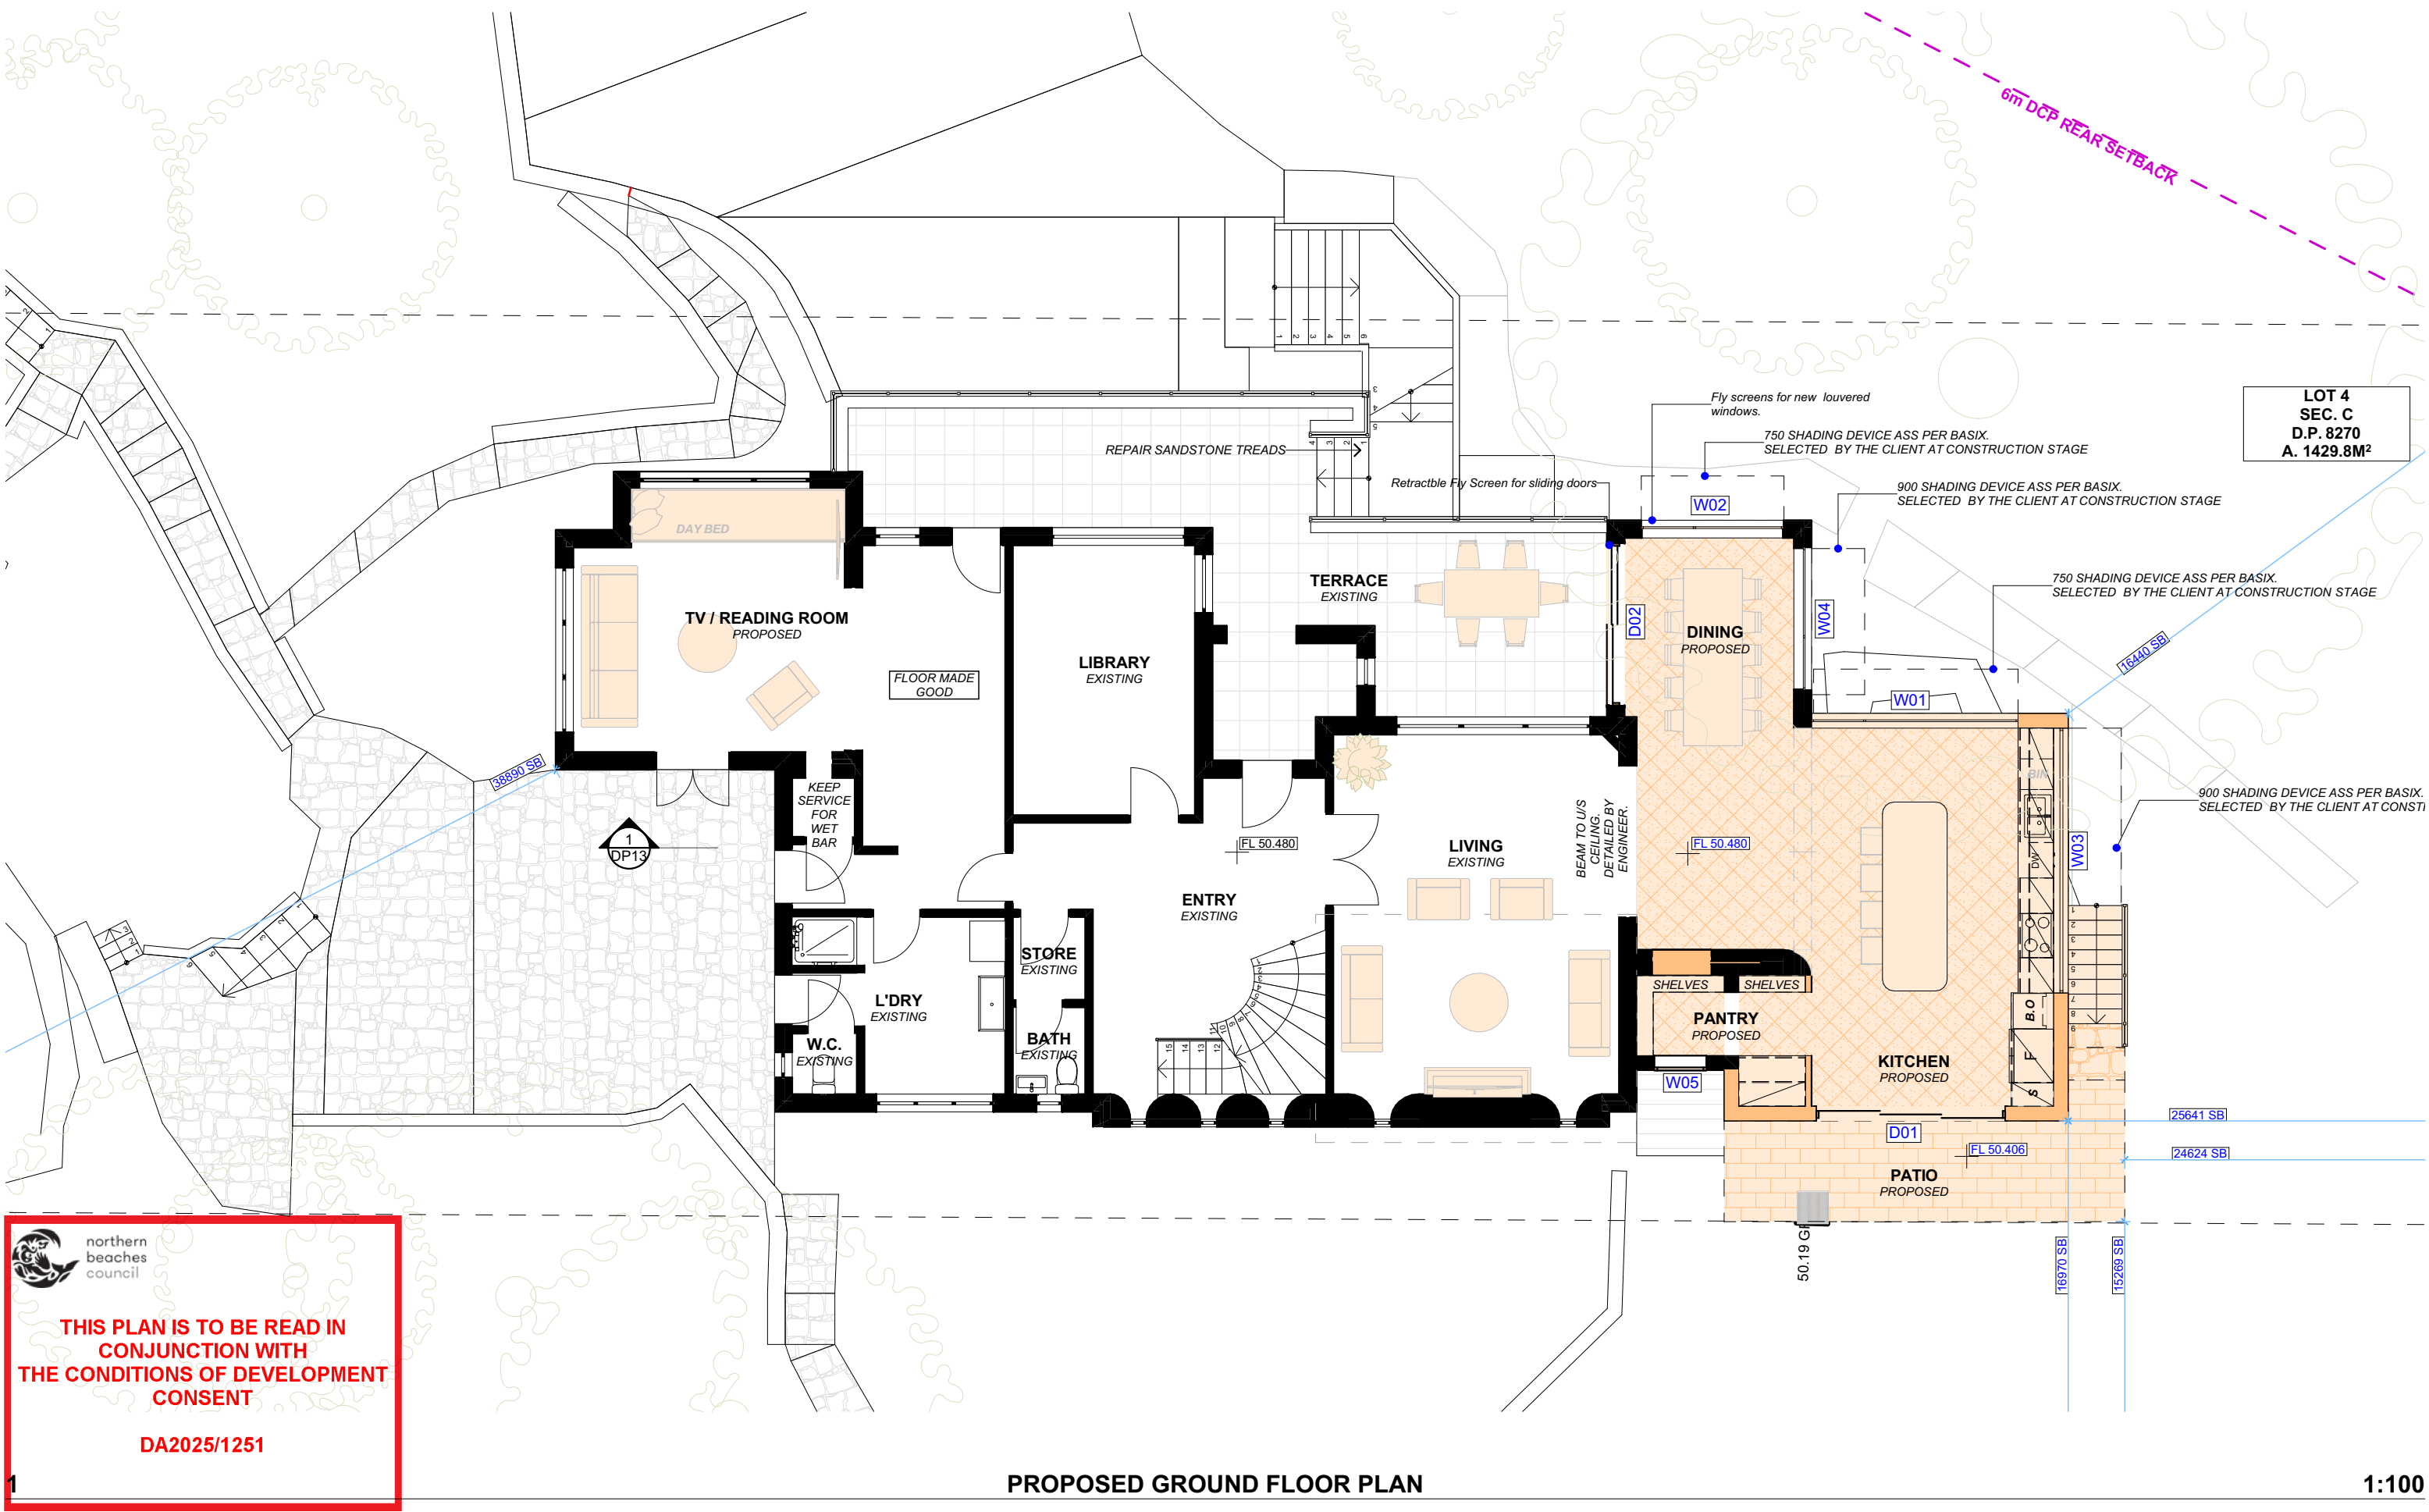 6m DCP REAR SETBACK
LOT 4
SEC. C
D.P. 8270
A. 1429.8M²
Fly screens for new louvered
windows.
750 SHADING DEVICE ASS PER BASIX.
SELECTED BY THE CLIENT AT CONSTRUCTION STAGE
REPAIR SANDSTONE TREADS
Retractble Fly Screen for sliding doors
W02
900 SHADING DEVICE ASS PER BASIX.
SELECTED BY THE CLIENT AT CONSTRUCTION STAGE
DAY BED
TERRACE
EXISTING
750 SHADING DEVICE ASS PER BASIX.
SELECTED BY THE CLIENT AT CONSTRUCTION STAGE
TV / READING ROOM
PROPOSED
D02
DINING
PROPOSED
W04
16440 SB
LIBRARY
EXISTING
FLOOR MADE
GOOD
W01
38890 SB
BIN
KEEP
SERVICE
FOR
WET
BAR
900 SHADING DEVICE ASS PER BASIX.
SELECTED BY THE CLIENT AT CONSTI
1
DP13
FL 50.480
LIVING
EXISTING
BEAM TO U/S
CEILING.
DETAILED BY
ENGINEER.
FL 50.480
DW
W03
ENTRY
EXISTING
STORE
EXISTING
SHELVES
SHELVES
L'DRY
EXISTING
PANTRY
PROPOSED
B.O
W.C.
EXISTING
BATH
EXISTING
KITCHEN
PROPOSED
F
S
W05
D01
25641 SB
FL 50.406
24624 SB
PATIO
PROPOSED
50.19 G
16970 SB
15269 SB
northern
beaches
council
THIS PLAN IS TO BE READ IN
CONJUNCTION WITH
THE CONDITIONS OF DEVELOPMENT
CONSENT
DA2025/1251
1
PROPOSED GROUND FLOOR PLAN
1:100